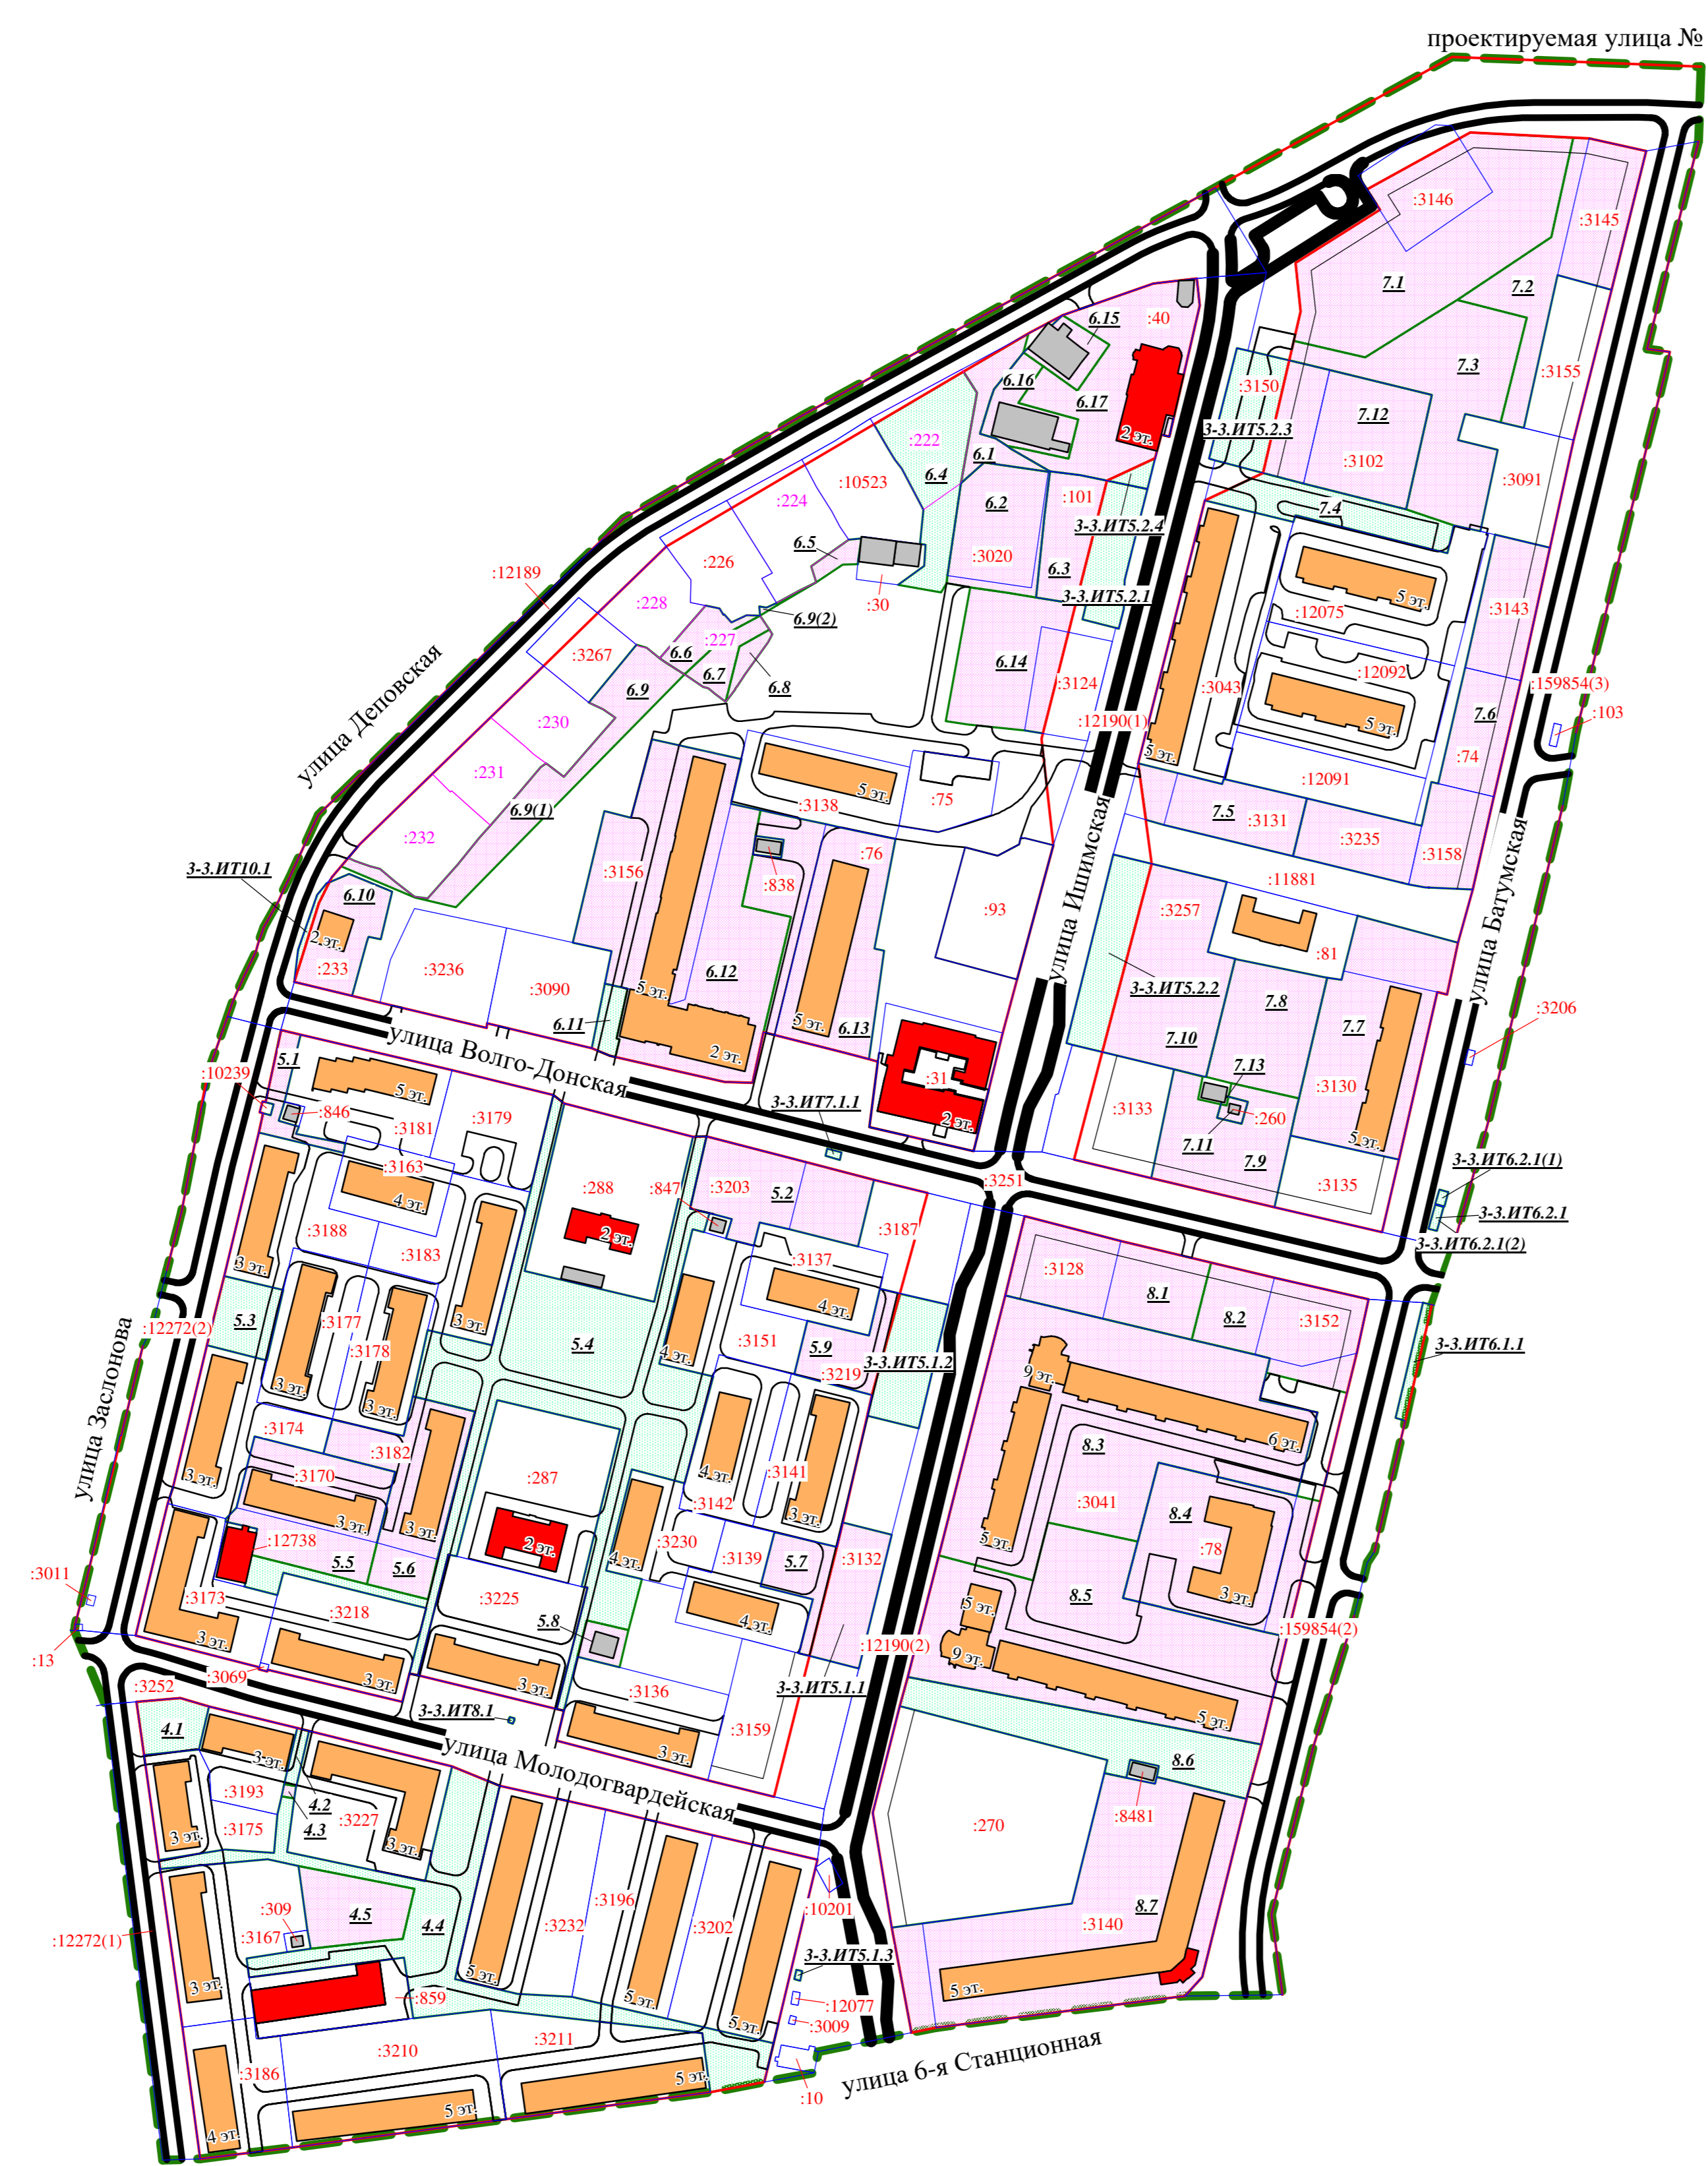 проектируемая улица №
:3146
:3145
7.1
7.2
6.15
:40
7.3
:3155
6.16
:3150
6.17
7.12
3-3.ИТ5.2.3
2 эт.
:222
:3102
6.1
6.4
:10523
:3091
:224
6.2
:101
7.4
3-3.ИТ5.2.4
6.5
:3020
:226
6.3
:12189
5 эт.
3-3.ИТ5.2.1
:228
:30
:12075
:3143
6.9(2)
:227
:3267
6.6
6.14
6.7
6.8
6.9
:12092
:3124
:3043
:159854(3)
:103
улица Деповская
:230
:12190(1)
7.6
5 эт.
5 эт.
:74
:231
:12091
5 эт.
:75
:3138
6.9(1)
7.5
:3131
:232
:3235
:76
:3158
3-3.ИТ10.1
:3156
:838
:11881
6.10
улица Ишимская
улица Батумская
:3257
:93
2 эт.
:81
:233
:3236
6.12
:3090
5 эт.
3-3.ИТ5.2.2
7.8
:3206
6.11
5 эт.
6.13
7.10
7.7
улица Волго-Донская
2 эт.
5.1
7.13
:10239
:31
5 эт.
:3130
:846
3-3.ИТ7.1.1
:3133
:260
:3179
2 эт.
:3181
7.11
5 эт.
7.9
3-3.ИТ6.2.1(1)
:3163
:3251
:288
:847
:3203
5.2
:3135
4 эт.
3-3.ИТ6.2.1
:3188
:3187
2 эт.
3-3.ИТ6.2.1(2)
:3183
:3137
3 эт.
:3128
8.1
4 эт.
5.3
:3177
3 эт.
8.2
:3152
:12272(2)
5.4
:3151
5.9
:3178
4 эт.
3-3.ИТ5.1.2
3-3.ИТ6.1.1
:3219
9 эт.
улица Заслонова
3 эт.
3 эт.
:3174
6 эт.
:3182
8.3
3 эт.
:3170
:287
4 эт.
:3141
:3142
:3041
8.4
3 эт.
3 эт.
3 эт.
:12738
:3230
5 эт.
2 эт.
4 эт.
:3139
5.7
:3132
:78
5.5
5.6
:3011
:3173
3 эт.
:3225
8.5
:3218
5 эт.
4 эт.
5.8
3 эт.
:12190(2)
:159854(2)
:13
9 эт.
:3069
:3252
3 эт.
3 эт.
3-3.ИТ5.1.1
:3136
3-3.ИТ8.1
5 эт.
4.1
:3159
3 эт.
улица Молодогвардейская
3 эт.
8.6
:3193
4.2
:3227
:3175
4.3
:8481
3 эт.
3 эт.
:270
:309
4.5
:3196
:10201
8.7
:12272(1)
:3167
4.4
:3232
:3202
:3140
3-3.ИТ5.1.3
5 эт.
3 эт.
:859
5 эт.
5 эт.
:12077
5 эт.
:3009
:3211
:3210
:3186
улица 6-я Станционная
5 эт.
:10
5 эт.
4 эт.